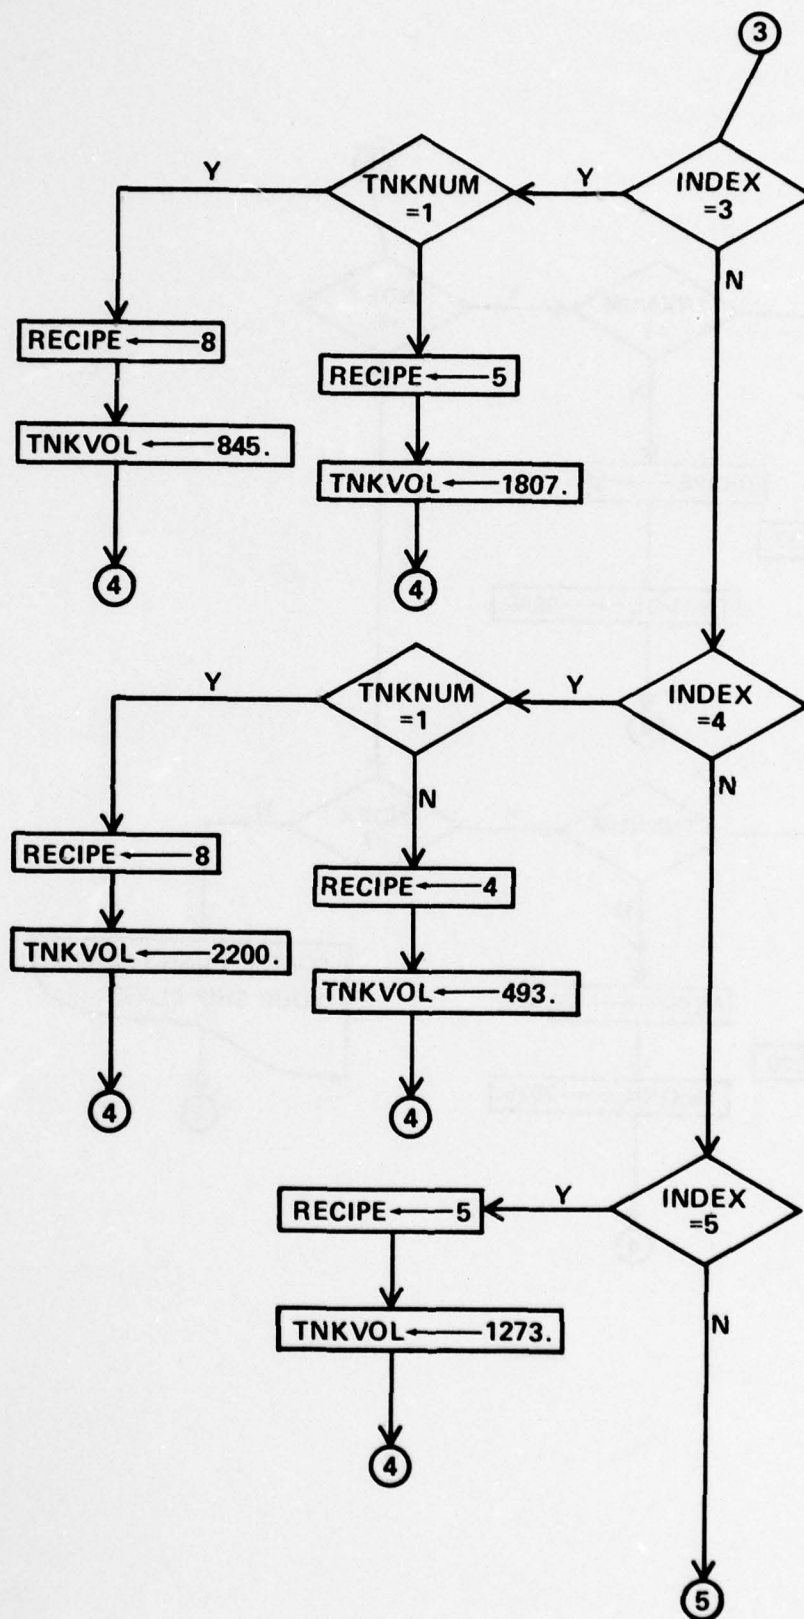 3
INDEX
=3
Y
TNKNUM
=1
Y
N
RECIPE ← 8
RECIPE ← 5
TNKVOL ← 845.
TNKVOL ← 1807.
4
4
INDEX
=4
Y
TNKNUM
=1
Y
N
N
RECIPE ← 8
RECIPE ← 4
TNKVOL ← 2200.
TNKVOL ← 493.
4
4
INDEX
=5
Y
RECIPE ← 5
N
TNKVOL ← 1273.
4
5